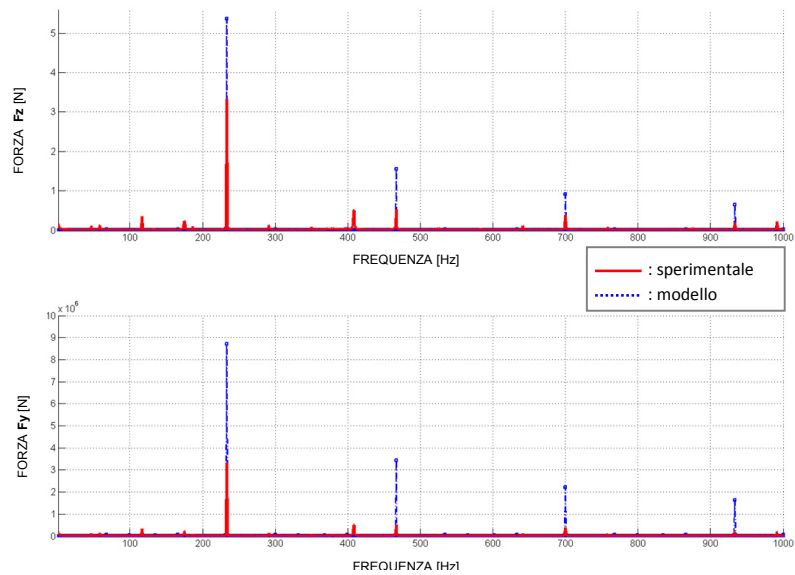 5
4
3
2
1
0
FORZA Fz [N]
100 200 300 400 500 600 700 800 900 1000
FREQUENZA [Hz]
: sperimentale
: modello
x 10⁶
10
9
8
7
6
5
4
3
2
1
0
FORZA Fy [N]
100 200 300 400 500 600 700 800 900 1000
FREQUENZA [Hz]